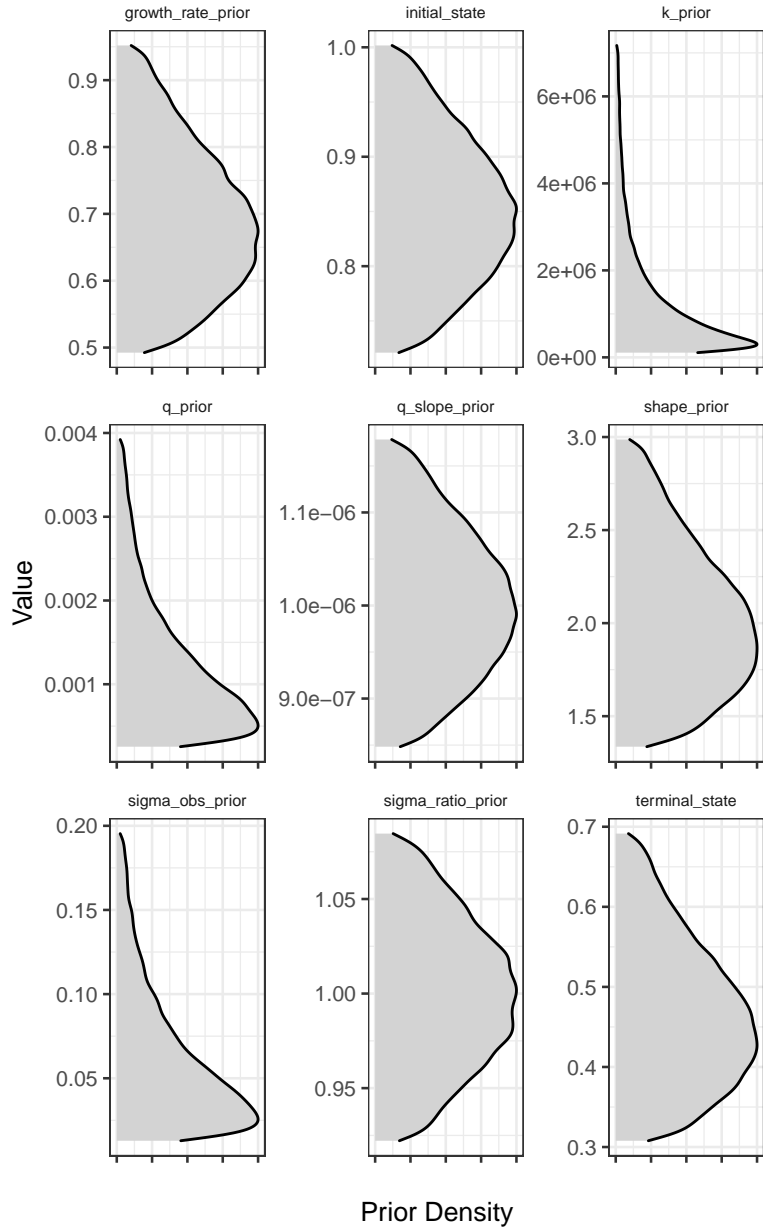 growth_rate_prior
initial_state
k_prior
0.9
0.8
0.7
0.6
0.5
1.0
0.9
0.8
6e+06
4e+06
2e+06
0e+00
q_prior
q_slope_prior
shape_prior
0.004
0.003
0.002
0.001
1.1e−06
1.0e−06
9.0e−07
3.0
2.5
2.0
1.5
Value
sigma_obs_prior
sigma_ratio_prior
terminal_state
0.20
0.15
0.10
0.05
1.05
1.00
0.95
0.7
0.6
0.5
0.4
0.3
Prior Density